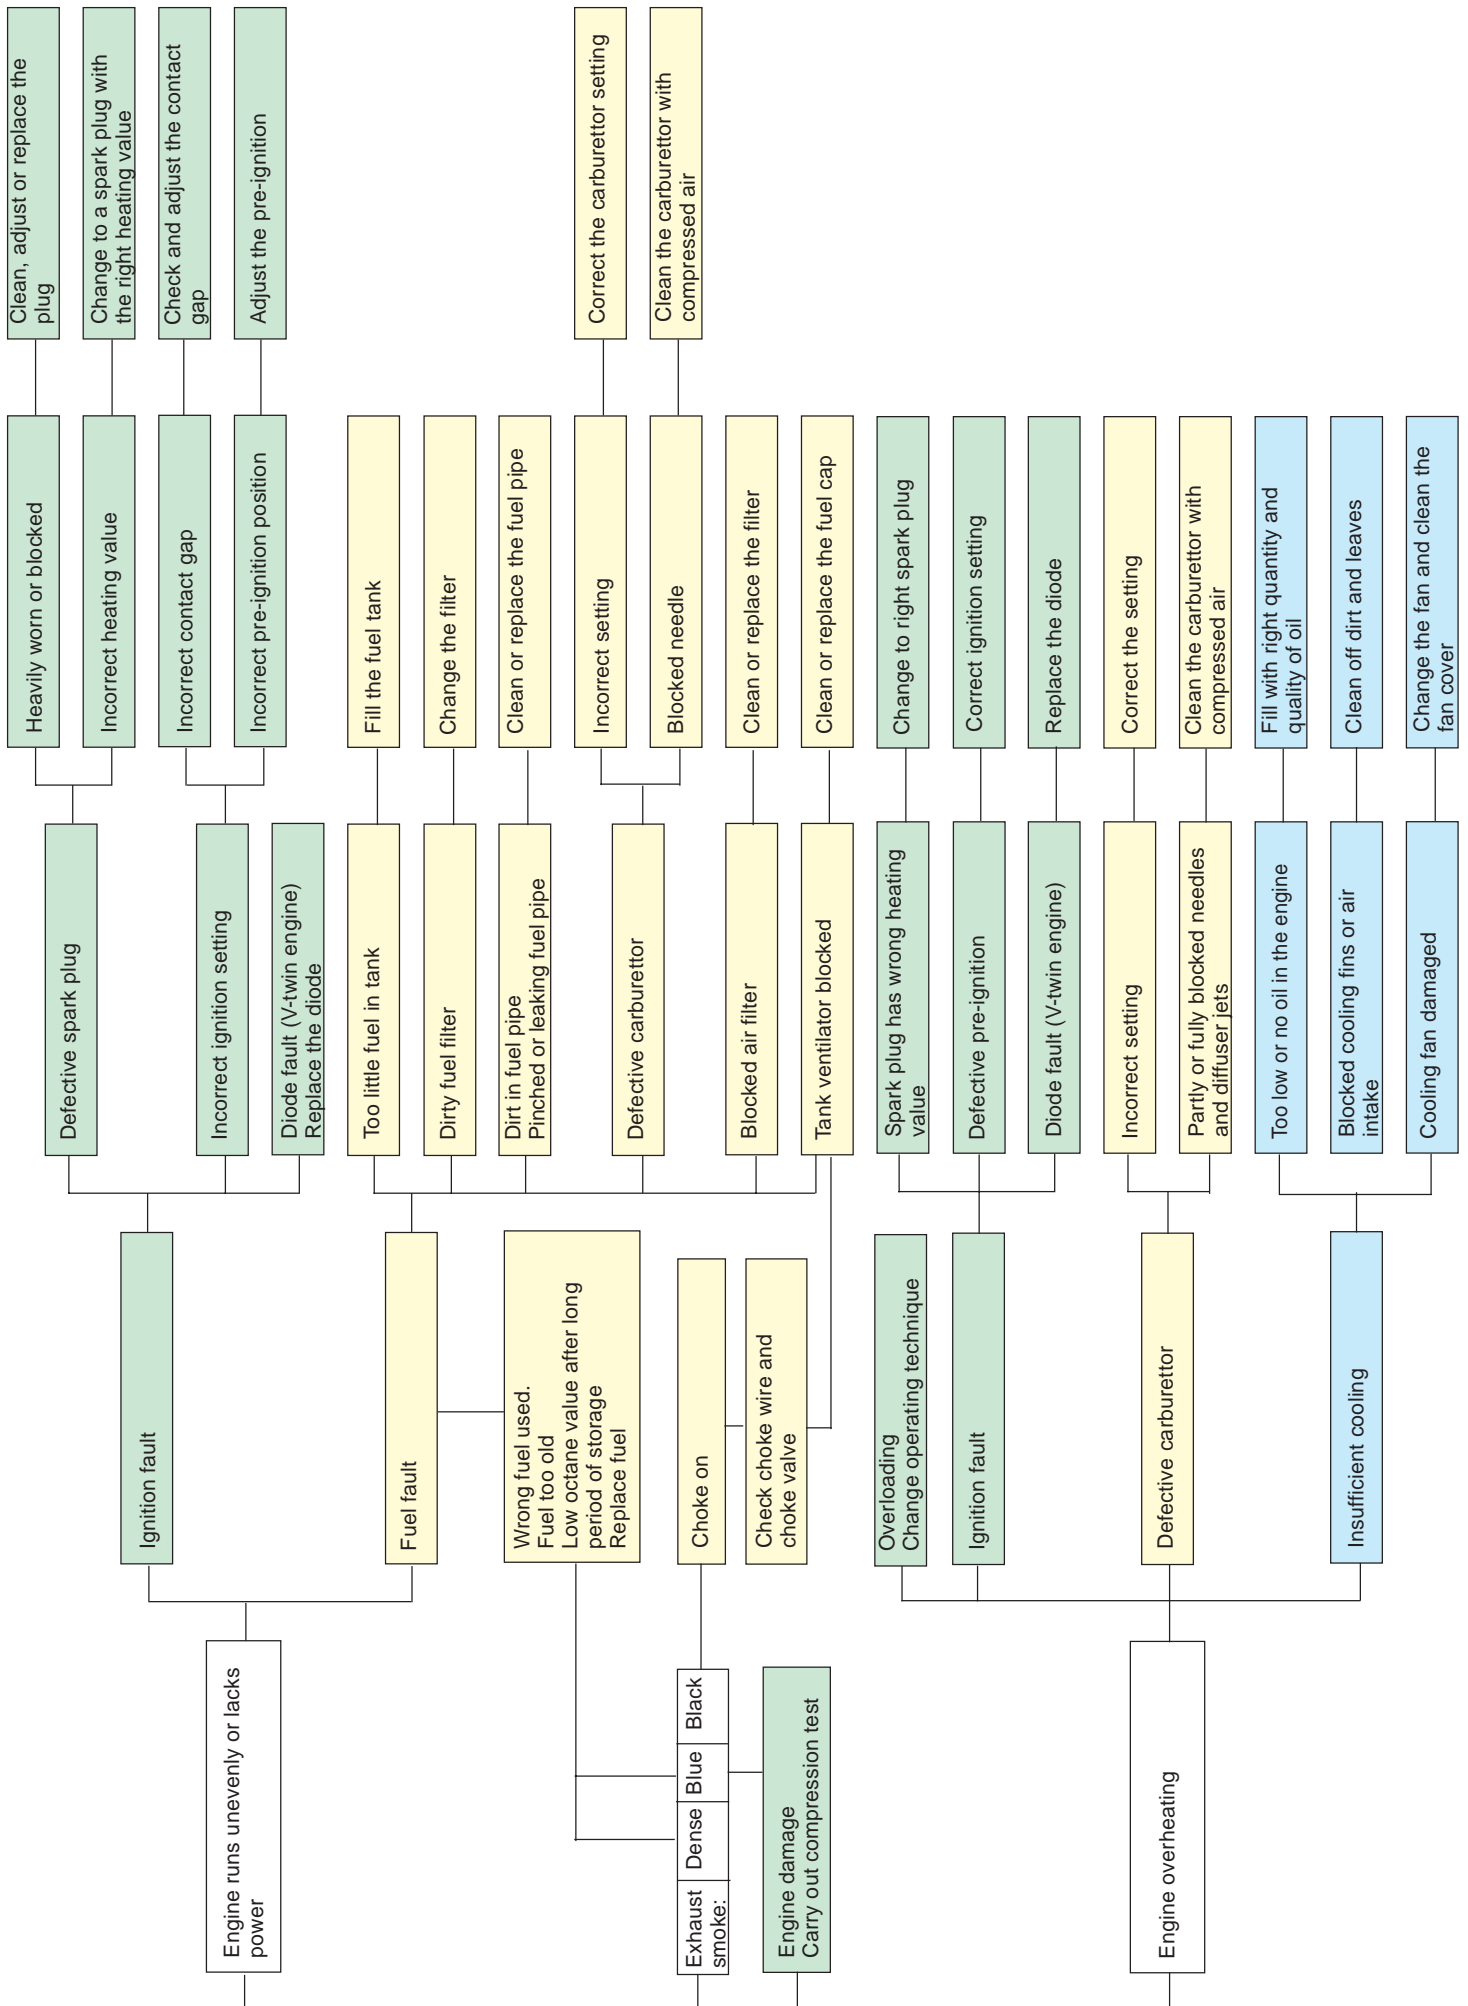 Engine runs unevenly or lacks
power
Ignition fault
Defective spark plug
Heavily worn or blocked
Clean, adjust or replace the
plug
Incorrect heating value
Change to a spark plug with
the right heating value
Incorrect ignition setting
Incorrect contact gap
Check and adjust the contact
gap
Incorrect pre-ignition position
Adjust the pre-ignition
Diode fault (V-twin engine)
Replace the diode
Fuel fault
Too little fuel in tank
Fill the fuel tank
Dirty fuel filter
Change the filter
Dirt in fuel pipe
Pinched or leaking fuel pipe
Clean or replace the fuel pipe
Defective carburettor
Incorrect setting
Correct the carburettor setting
Blocked needle
Clean the carburettor with
compressed air
Blocked air filter
Clean or replace the filter
Tank ventilator blocked
Clean or replace the fuel cap
Wrong fuel used.
Fuel too old
Low octane value after long
period of storage
Replace fuel
Exhaust
smoke:
Dense
Blue
Black
Choke on
Check choke wire and
choke valve
Engine damage
Carry out compression test
Engine overheating
Overloading
Change operating technique
Ignition fault
Spark plug has wrong heating
value
Change to right spark plug
Defective pre-ignition
Correct ignition setting
Diode fault (V-twin engine)
Replace the diode
Defective carburettor
Incorrect setting
Correct the setting
Partly or fully blocked needles
and diffuser jets
Clean the carburettor with
compressed air
Insufficient cooling
Too low or no oil in the engine
Fill with right quantity and
quality of oil
Blocked cooling fins or air
intake
Clean off dirt and leaves
Cooling fan damaged
Change the fan and clean the
fan cover